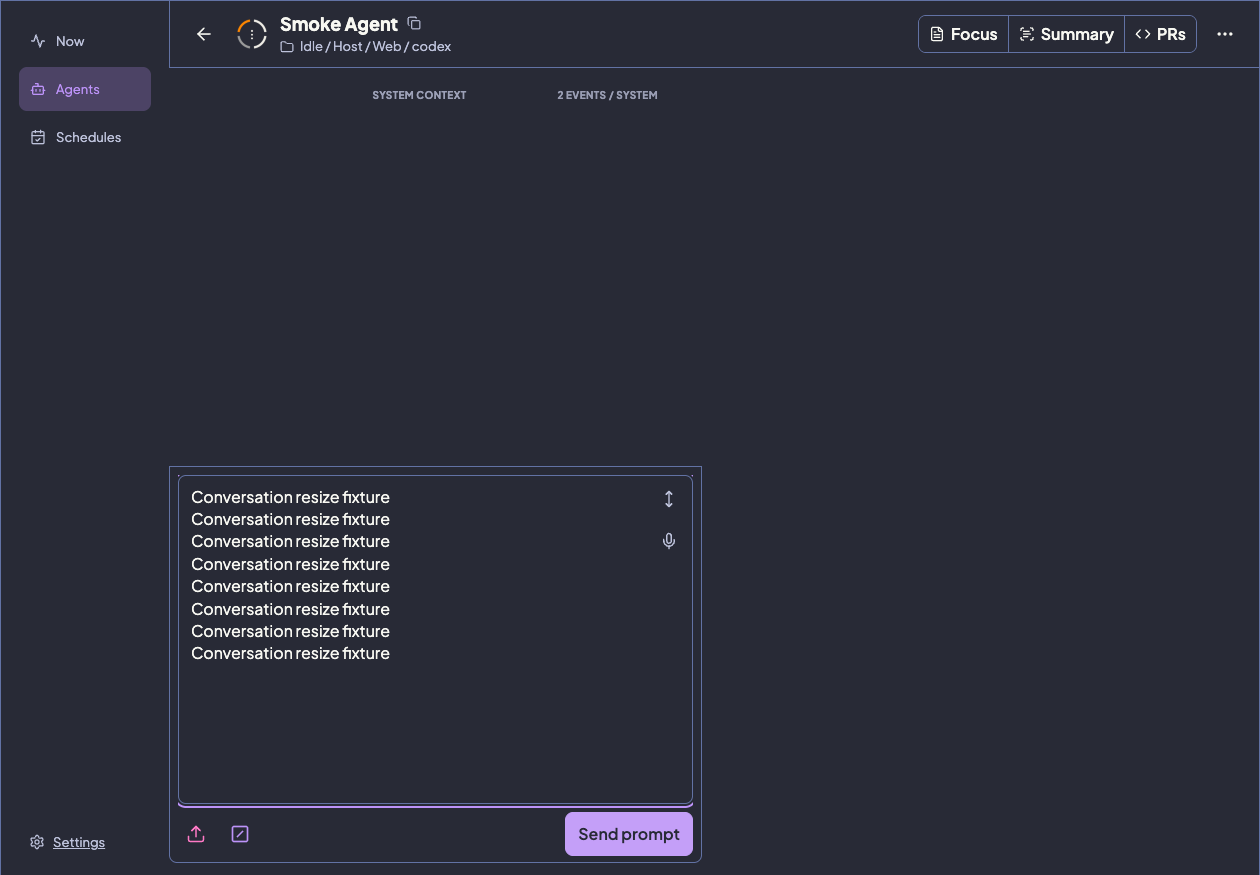 Now
Agents
Schedules
Settings
Smoke Agent
Idle / Host / Web / codex
Focus
Summary
PRs
SYSTEM CONTEXT
2 EVENTS / SYSTEM
Conversation resize fixture
Conversation resize fixture
Conversation resize fixture
Conversation resize fixture
Conversation resize fixture
Conversation resize fixture
Conversation resize fixture
Conversation resize fixture
Send prompt